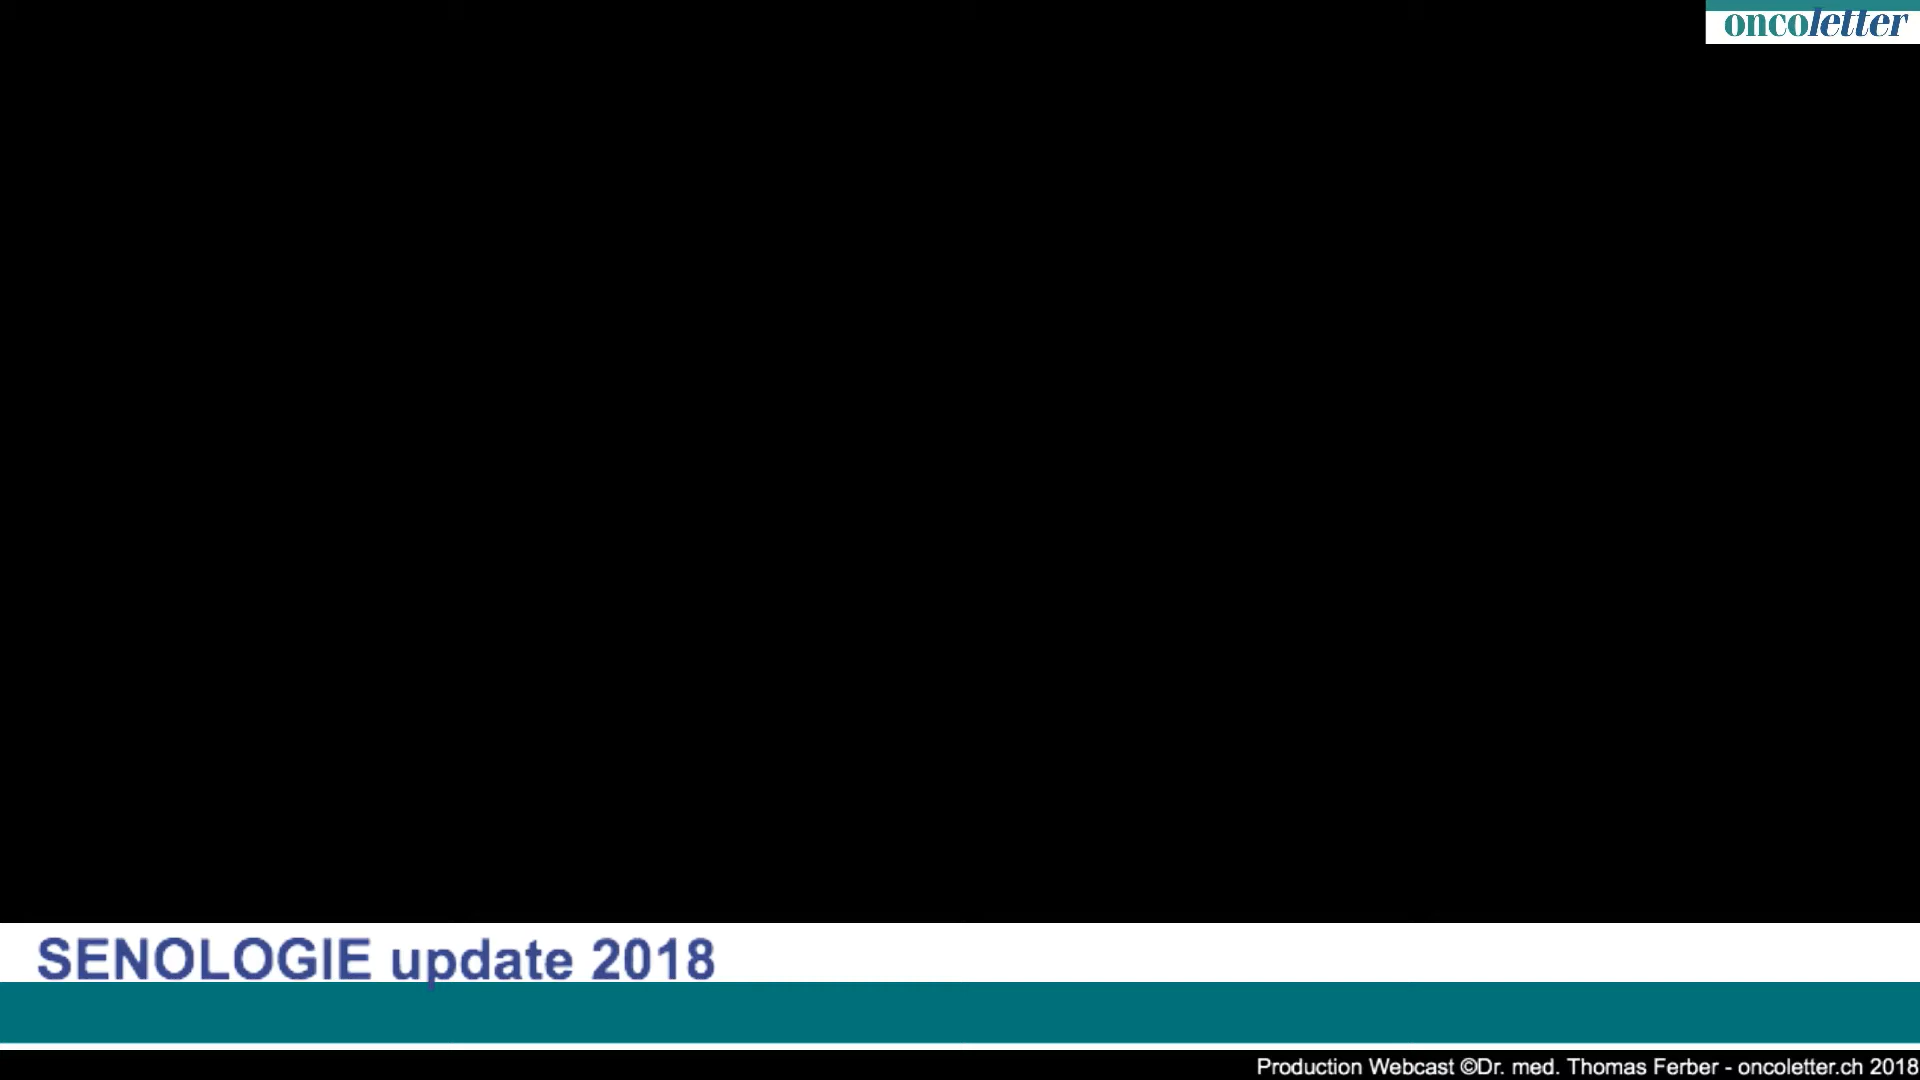 oncoletter
SENOLOGIE update 2018
Production Webcast ©Dr. med. Thomas Ferber - oncoletter.ch 2018